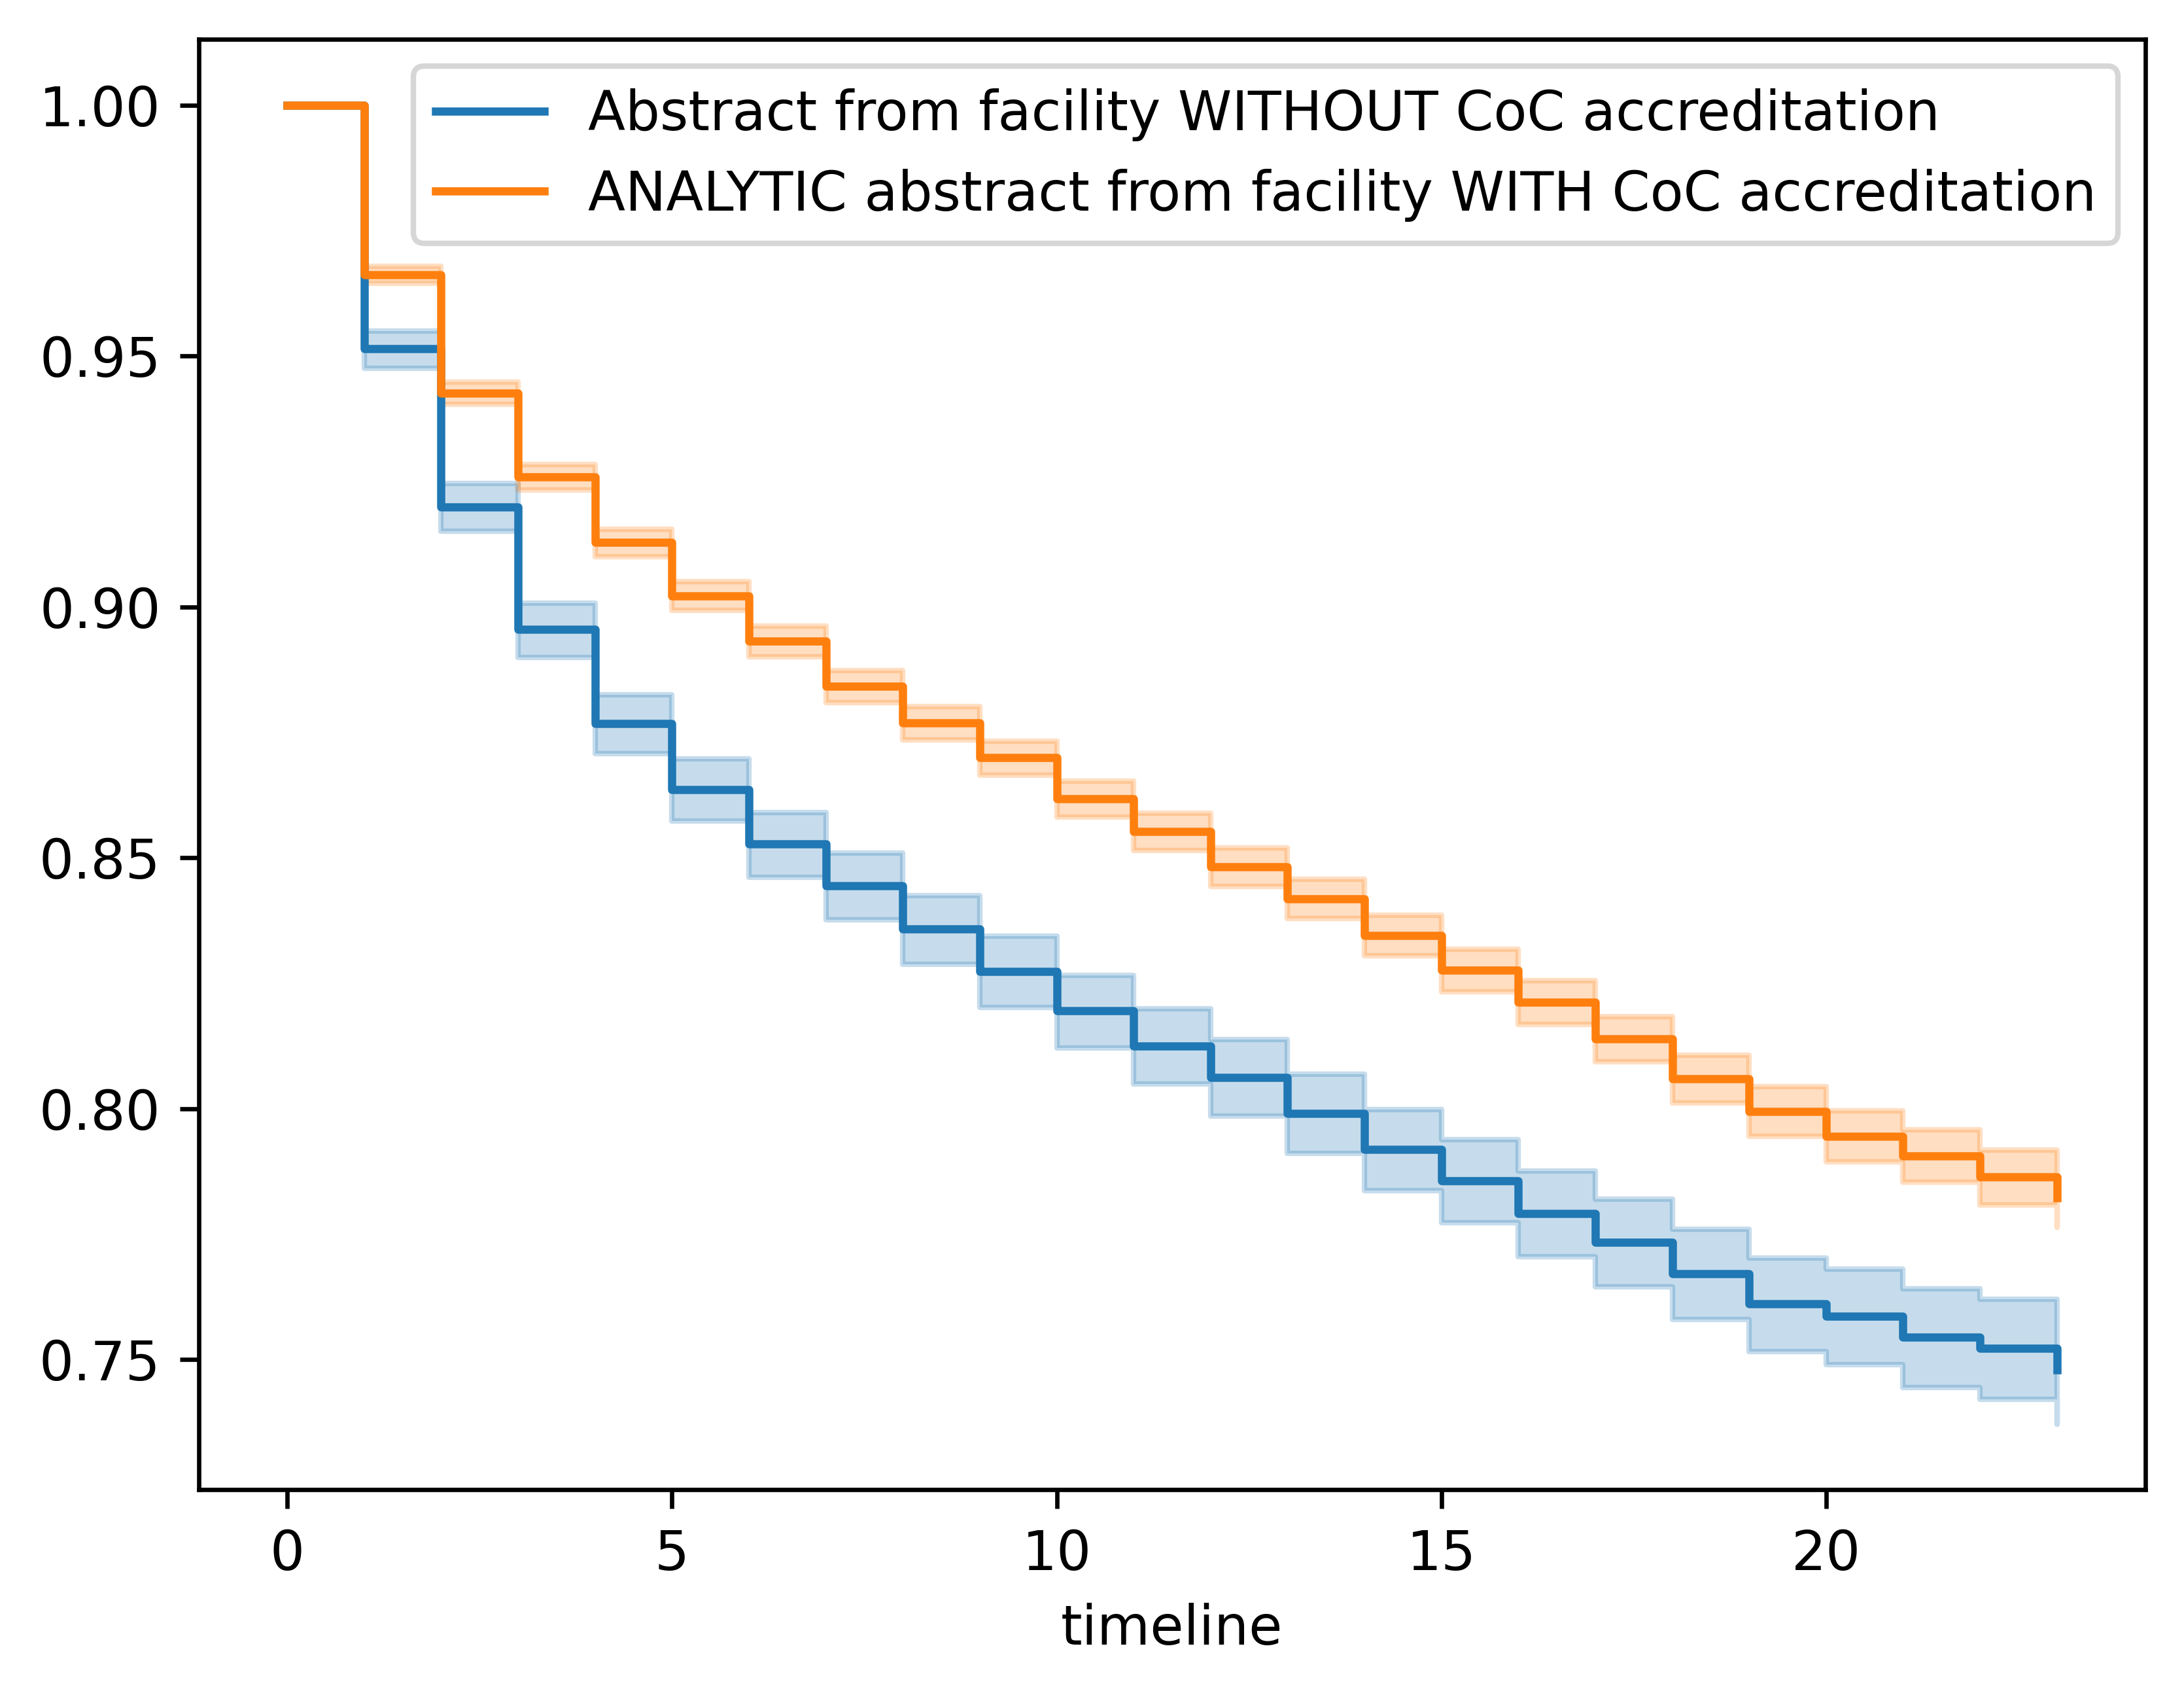 Abstract from facility WITHOUT CoC accreditation
ANALYTIC abstract from facility WITH CoC accreditation
1.00
0.95
0.90
0.85
0.80
0.75
0 5 10 15 20
timeline